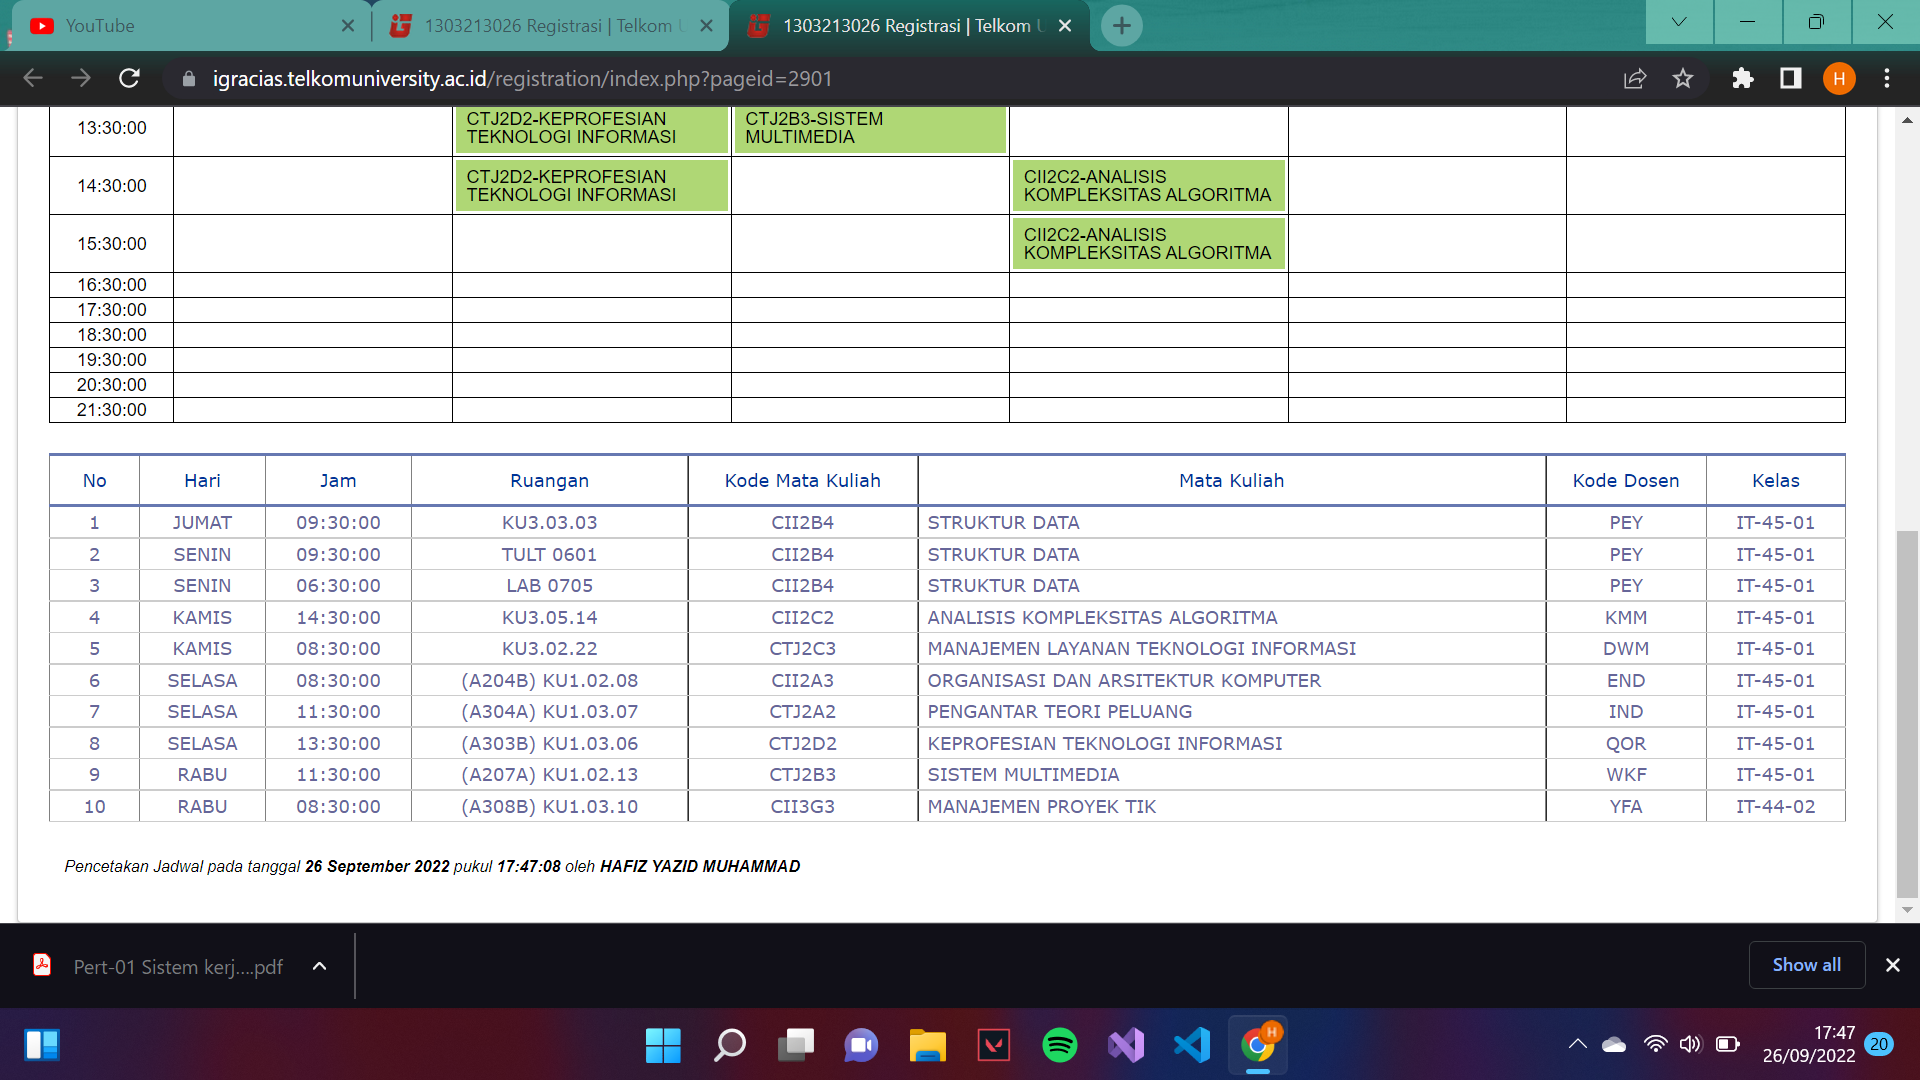 YouTube
1303213026 Registrasi | Telkom U
1303213026 Registrasi | Telkom U
igracias.telkomuniversity.ac.id/registration/index.php?pageid=2901
H
13:30:00
CTJ2D2-KEPROFESIAN
TEKNOLOGI INFORMASI
CTJ2B3-SISTEM
MULTIMEDIA
14:30:00
CTJ2D2-KEPROFESIAN
TEKNOLOGI INFORMASI
CII2C2-ANALISIS
KOMPLEKSITAS ALGORITMA
15:30:00
CII2C2-ANALISIS
KOMPLEKSITAS ALGORITMA
16:30:00
17:30:00
18:30:00
19:30:00
20:30:00
21:30:00
No Hari Jam Ruangan Kode Mata Kuliah Mata Kuliah Kode Dosen Kelas
1 JUMAT 09:30:00 KU3.03.03 CII2B4 STRUKTUR DATA PEY IT-45-01
2 SENIN 09:30:00 TULT 0601 CII2B4 STRUKTUR DATA PEY IT-45-01
3 SENIN 06:30:00 LAB 0705 CII2B4 STRUKTUR DATA PEY IT-45-01
4 KAMIS 14:30:00 KU3.05.14 CII2C2 ANALISIS KOMPLEKSITAS ALGORITMA KMM IT-45-01
5 KAMIS 08:30:00 KU3.02.22 CTJ2C3 MANAJEMEN LAYANAN TEKNOLOGI INFORMASI DWM IT-45-01
6 SELASA 08:30:00 (A204B) KU1.02.08 CII2A3 ORGANISASI DAN ARSITEKTUR KOMPUTER END IT-45-01
7 SELASA 11:30:00 (A304A) KU1.03.07 CTJ2A2 PENGANTAR TEORI PELUANG IND IT-45-01
8 SELASA 13:30:00 (A303B) KU1.03.06 CTJ2D2 KEPROFESIAN TEKNOLOGI INFORMASI QOR IT-45-01
9 RABU 11:30:00 (A207A) KU1.02.13 CTJ2B3 SISTEM MULTIMEDIA WKF IT-45-01
10 RABU 08:30:00 (A308B) KU1.03.10 CII3G3 MANAJEMEN PROYEK TIK YFA IT-44-02
Pencetakan Jadwal pada tanggal 26 September 2022 pukul 17:47:08 oleh HAFIZ YAZID MUHAMMAD
Pert-01 Sistem kerj....pdf
Show all
H
17:47
26/09/2022
20